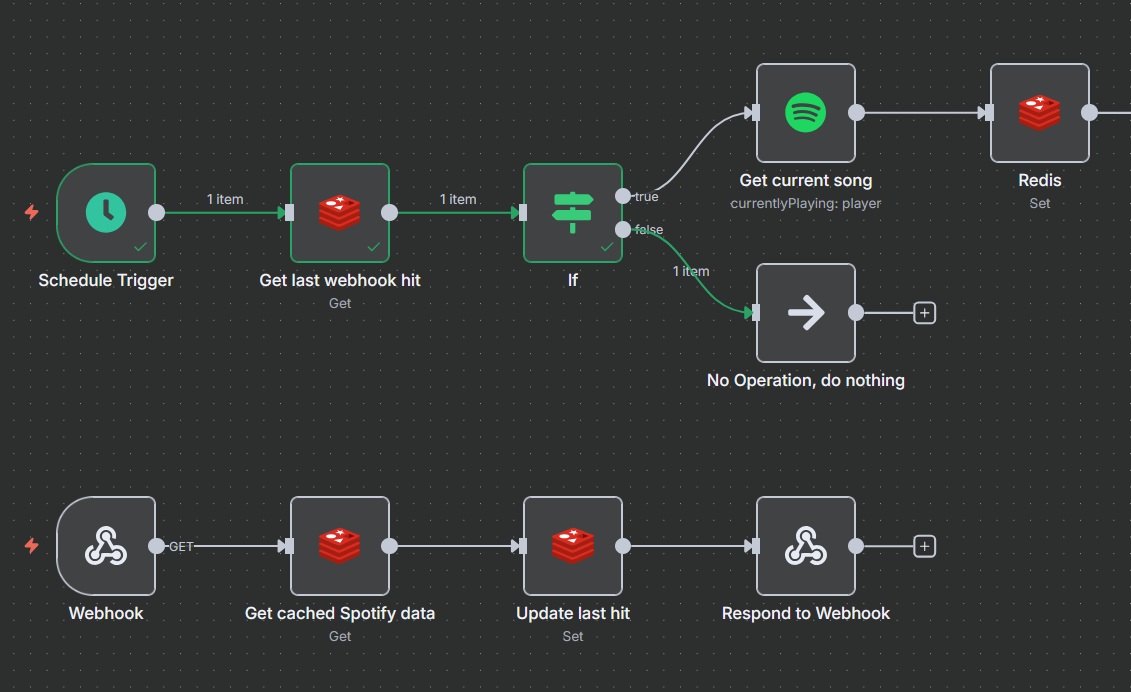 1 item
1 item
true
false
1 item
Schedule Trigger
Get last webhook hit
Get
If
Get current song
currentlyPlaying: player
Redis
Set
No Operation, do nothing
GET
Webhook
Get cached Spotify data
Get
Update last hit
Set
Respond to Webhook